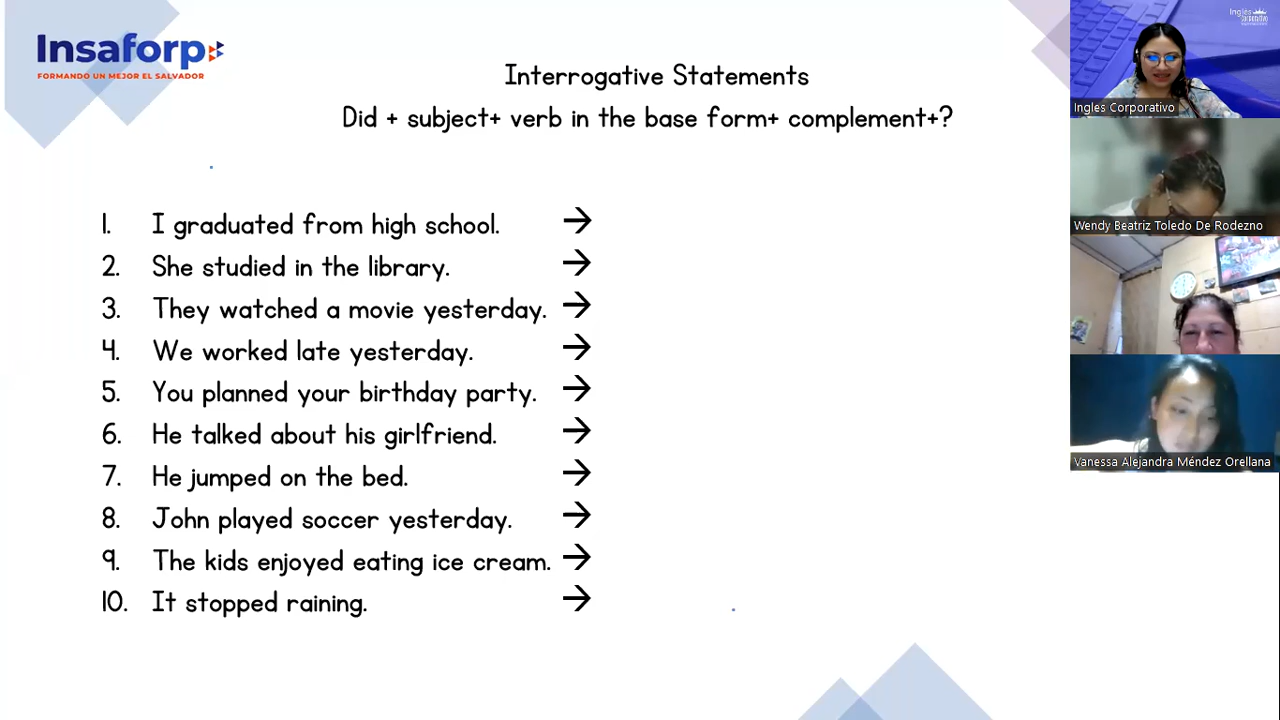 Insaforp
FORMANDO UN MEJOR EL SALVADOR
Interrogative Statements
Did + subject+ verb in the base form+ complement+?
1. I graduated from high school. →
2. She studied in the library. →
3. They watched a movie yesterday. →
4. We worked late yesterday. →
5. You planned your birthday party. →
6. He talked about his girlfriend. →
7. He jumped on the bed. →
8. John played soccer yesterday. →
9. The kids enjoyed eating ice cream. →
10. It stopped raining. →
Inglés
Corporativo
Ingles Corporativo
Wendy Beatriz Toledo De Rodezno
Vanessa Alejandra Méndez Orellana